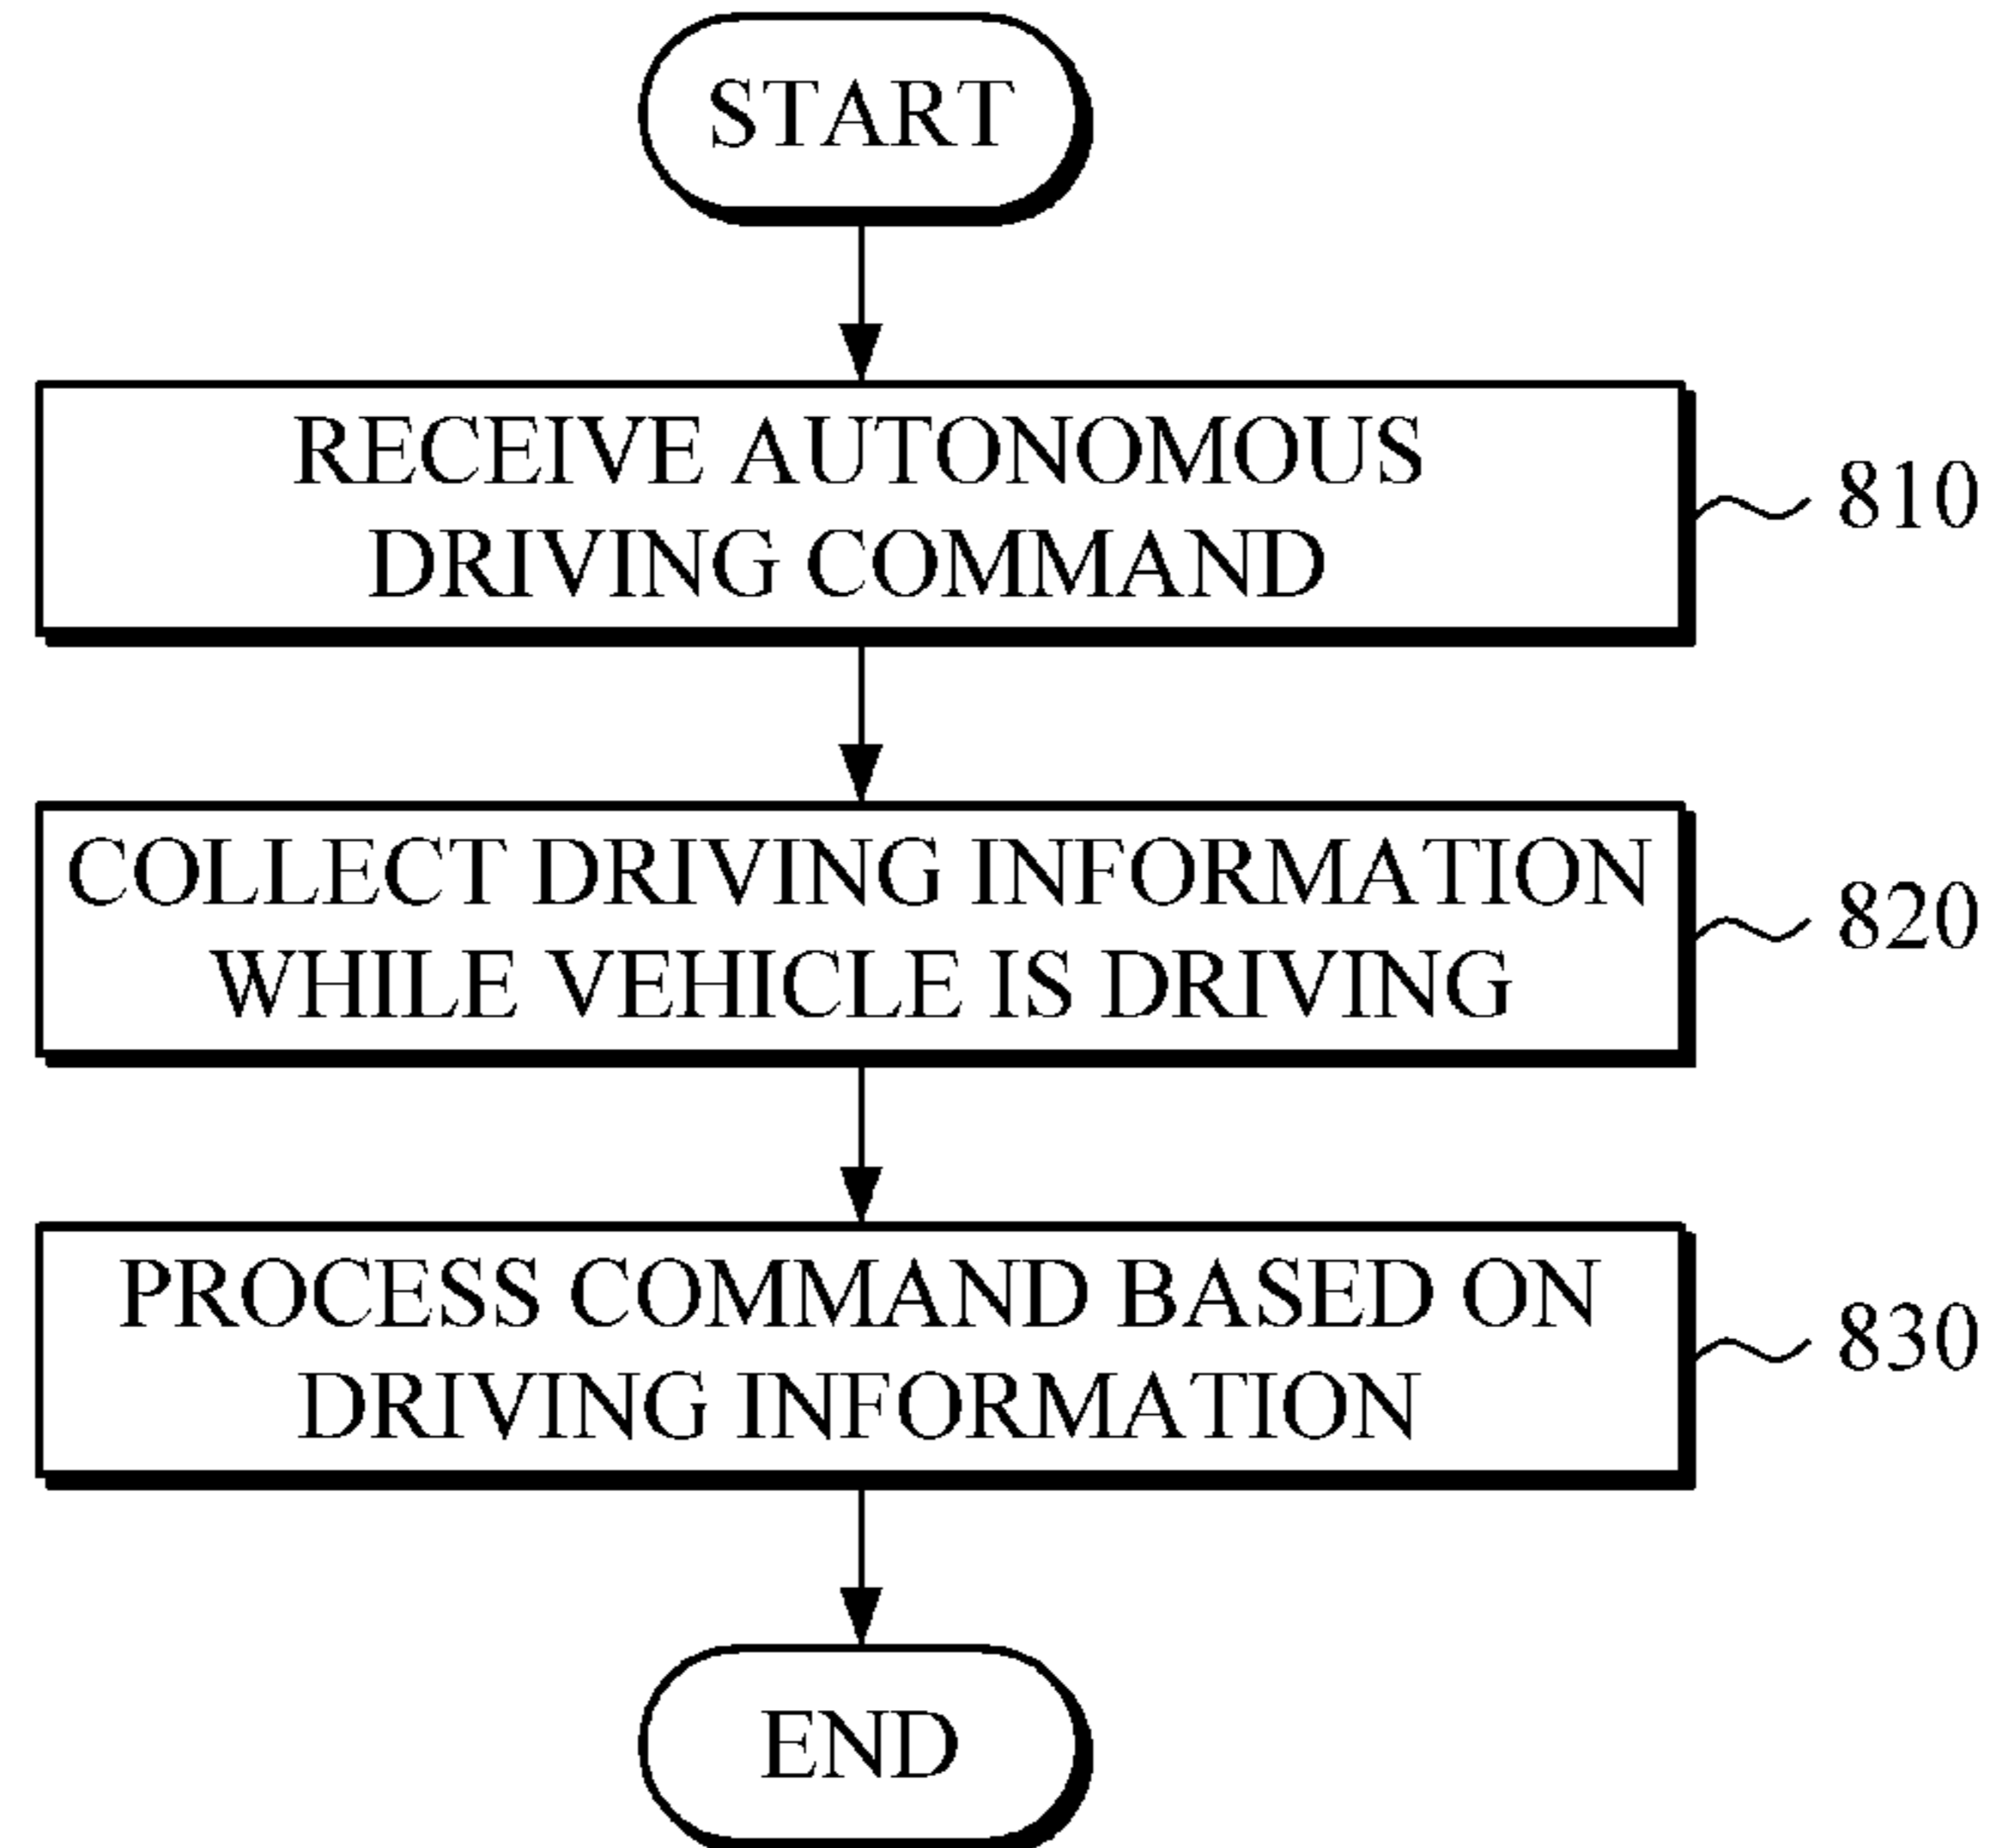 START
RECEIVE AUTONOMOUS
DRIVING COMMAND
810
COLLECT DRIVING INFORMATION
WHILE VEHICLE IS DRIVING
820
PROCESS COMMAND BASED ON
DRIVING INFORMATION
830
END